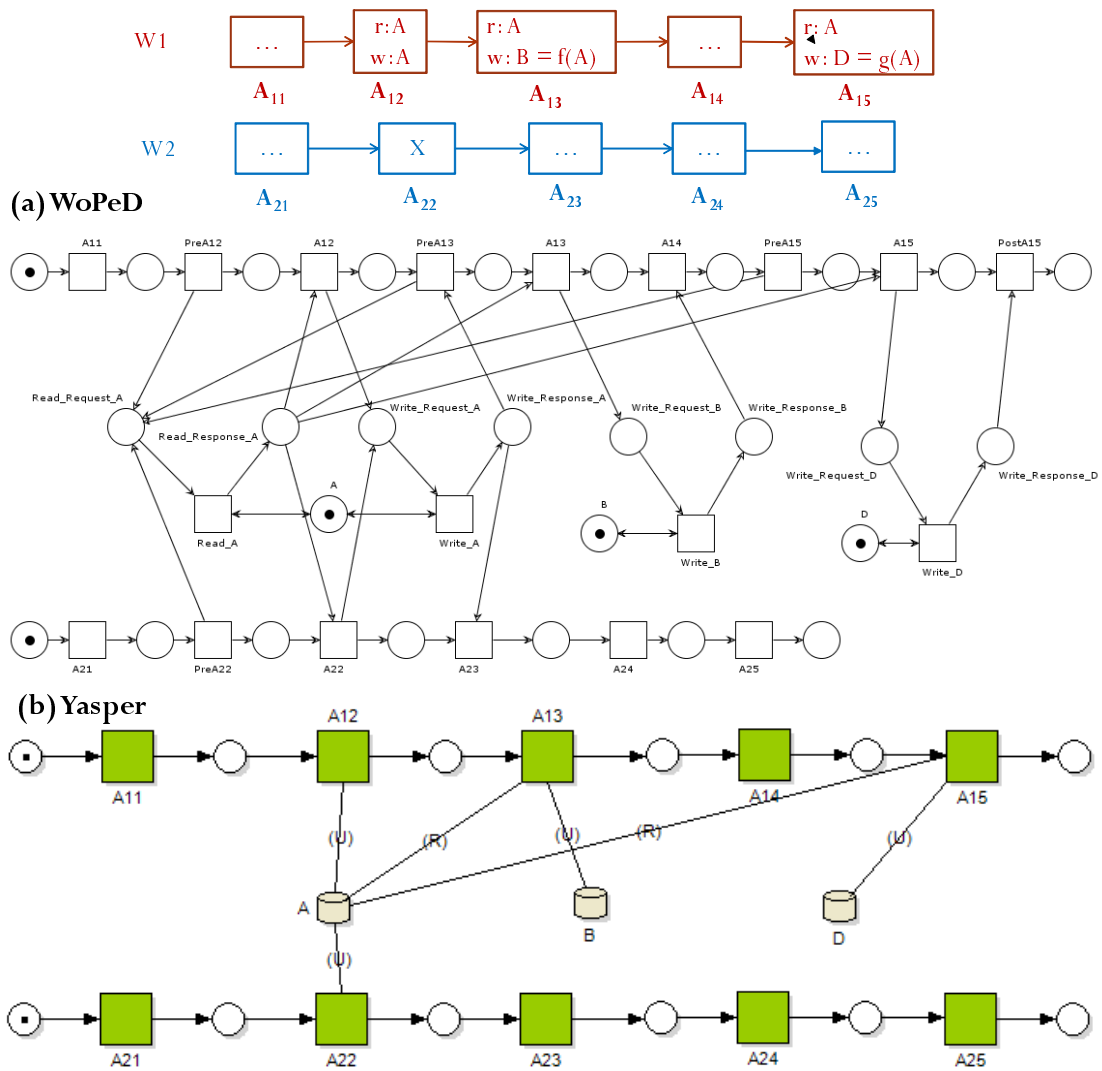 W1
...
r:A
w:A
r: A
w: B = f(A)
...
r: A
w: D = g(A)
A11
A12
A13
A14
A15
W2
...
X
...
...
...
A21
A22
A23
A24
A25
(a) WoPeD
A11
PreA12
A12
PreA13
A13
A14
PreA15
A15
PostA15
Read_Request_A
Read_Response_A
Write_Request_A
Write_Response_A
Write_Request_B
Write_Response_B
Write_Request_D
Write_Response_D
A
B
D
Read_A
Write_A
Write_B
Write_D
A21
PreA22
A22
A23
A24
A25
(b) Yasper
A12
A13
A11
A14
A15
(U)
(R)
(U)
(R)
(U)
A
B
D
(U)
A21
A22
A23
A24
A25